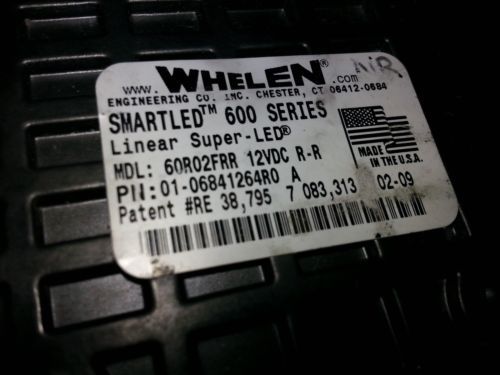 www. WHELEN .com
ENGINEERING CO. INC. CHESTER, CT 06412-0684
SMARTLED™ 600 SERIES
Linear Super-LED®
MDL: 60R02FRR 12VDC R-R
PIN: 01-06841264R0 A
Patent #RE 38,795 7 083,313
MADE
IN THE U.S.A.
02-09